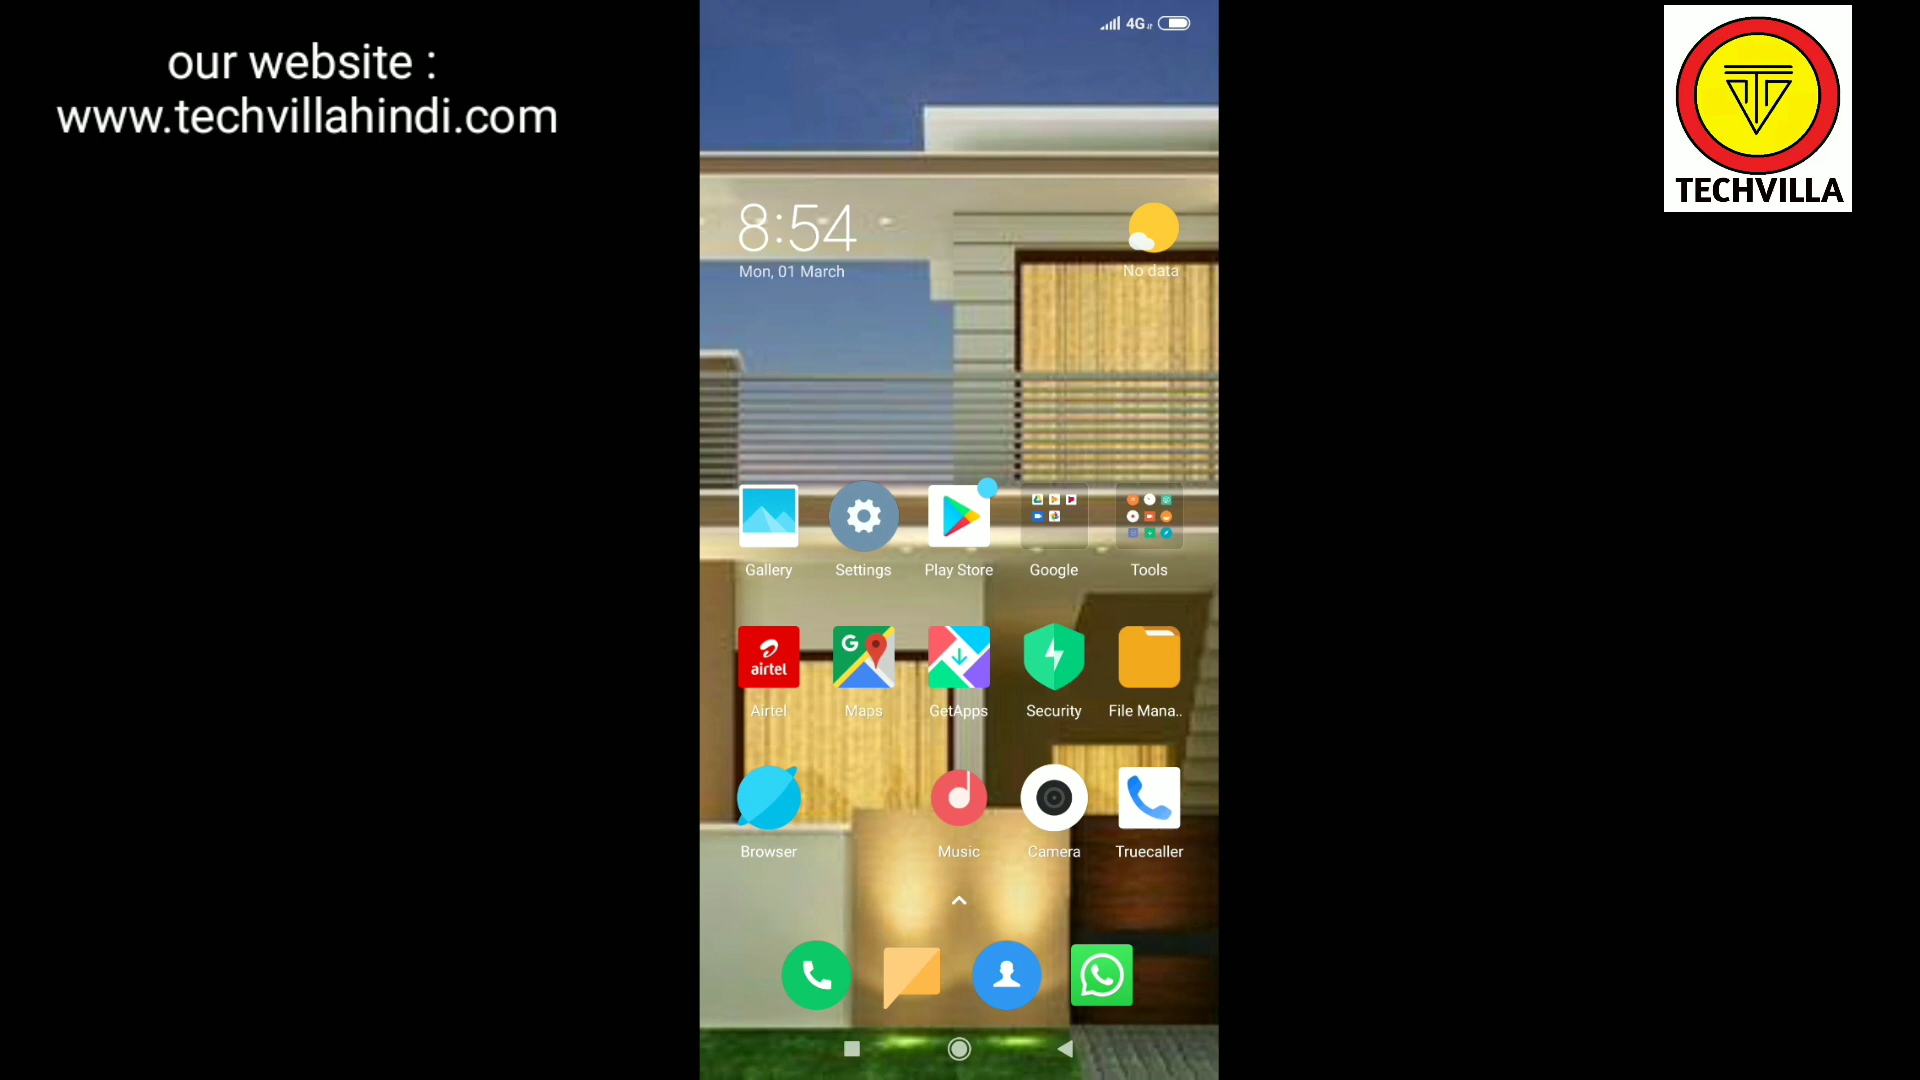 our website :
www.techvillahindi.com
TECHVILLA
4G
8:54
Mon, 01 March
No data
Gallery
Settings
Play Store
Google
Tools
airtel
G
Airtel
Maps
GetApps
Security
File Mana..
Browser
Music
Camera
Truecaller